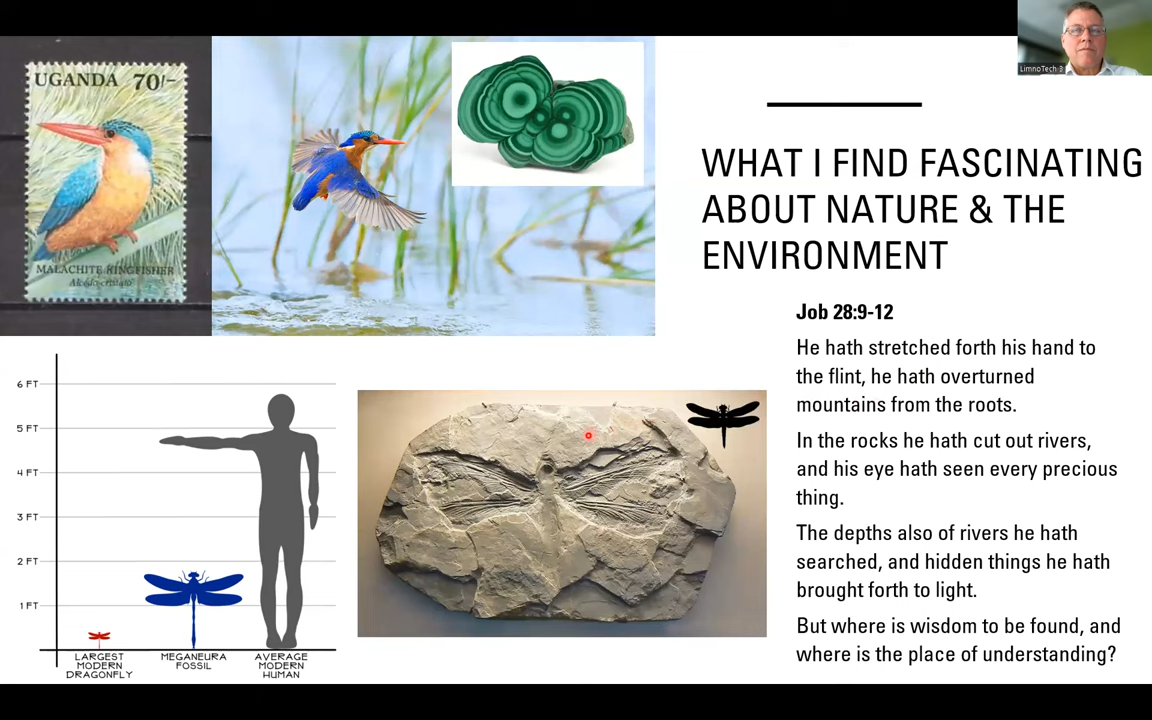 UGANDA 70/-
MALACHITE KINGFISHER
Alcedo cristata
LimnoTech-3
WHAT I FIND FASCINATING
ABOUT NATURE & THE
ENVIRONMENT
Job 28:9-12
He hath stretched forth his hand to
the flint, he hath overturned
mountains from the roots.
In the rocks he hath cut out rivers,
and his eye hath seen every precious
thing.
The depths also of rivers he hath
searched, and hidden things he hath
brought forth to light.
But where is wisdom to be found, and
where is the place of understanding?
6 FT
5 FT
4 FT
3 FT
2 FT
1 FT
LARGEST
MODERN
DRAGONFLY
MEGANEURA
FOSSIL
AVERAGE
MODERN
HUMAN